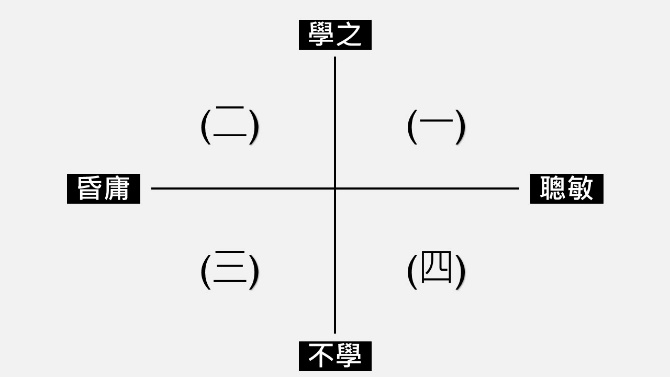 學之
(二) (一)
昏庸 聰敏
(三) (四)
不學